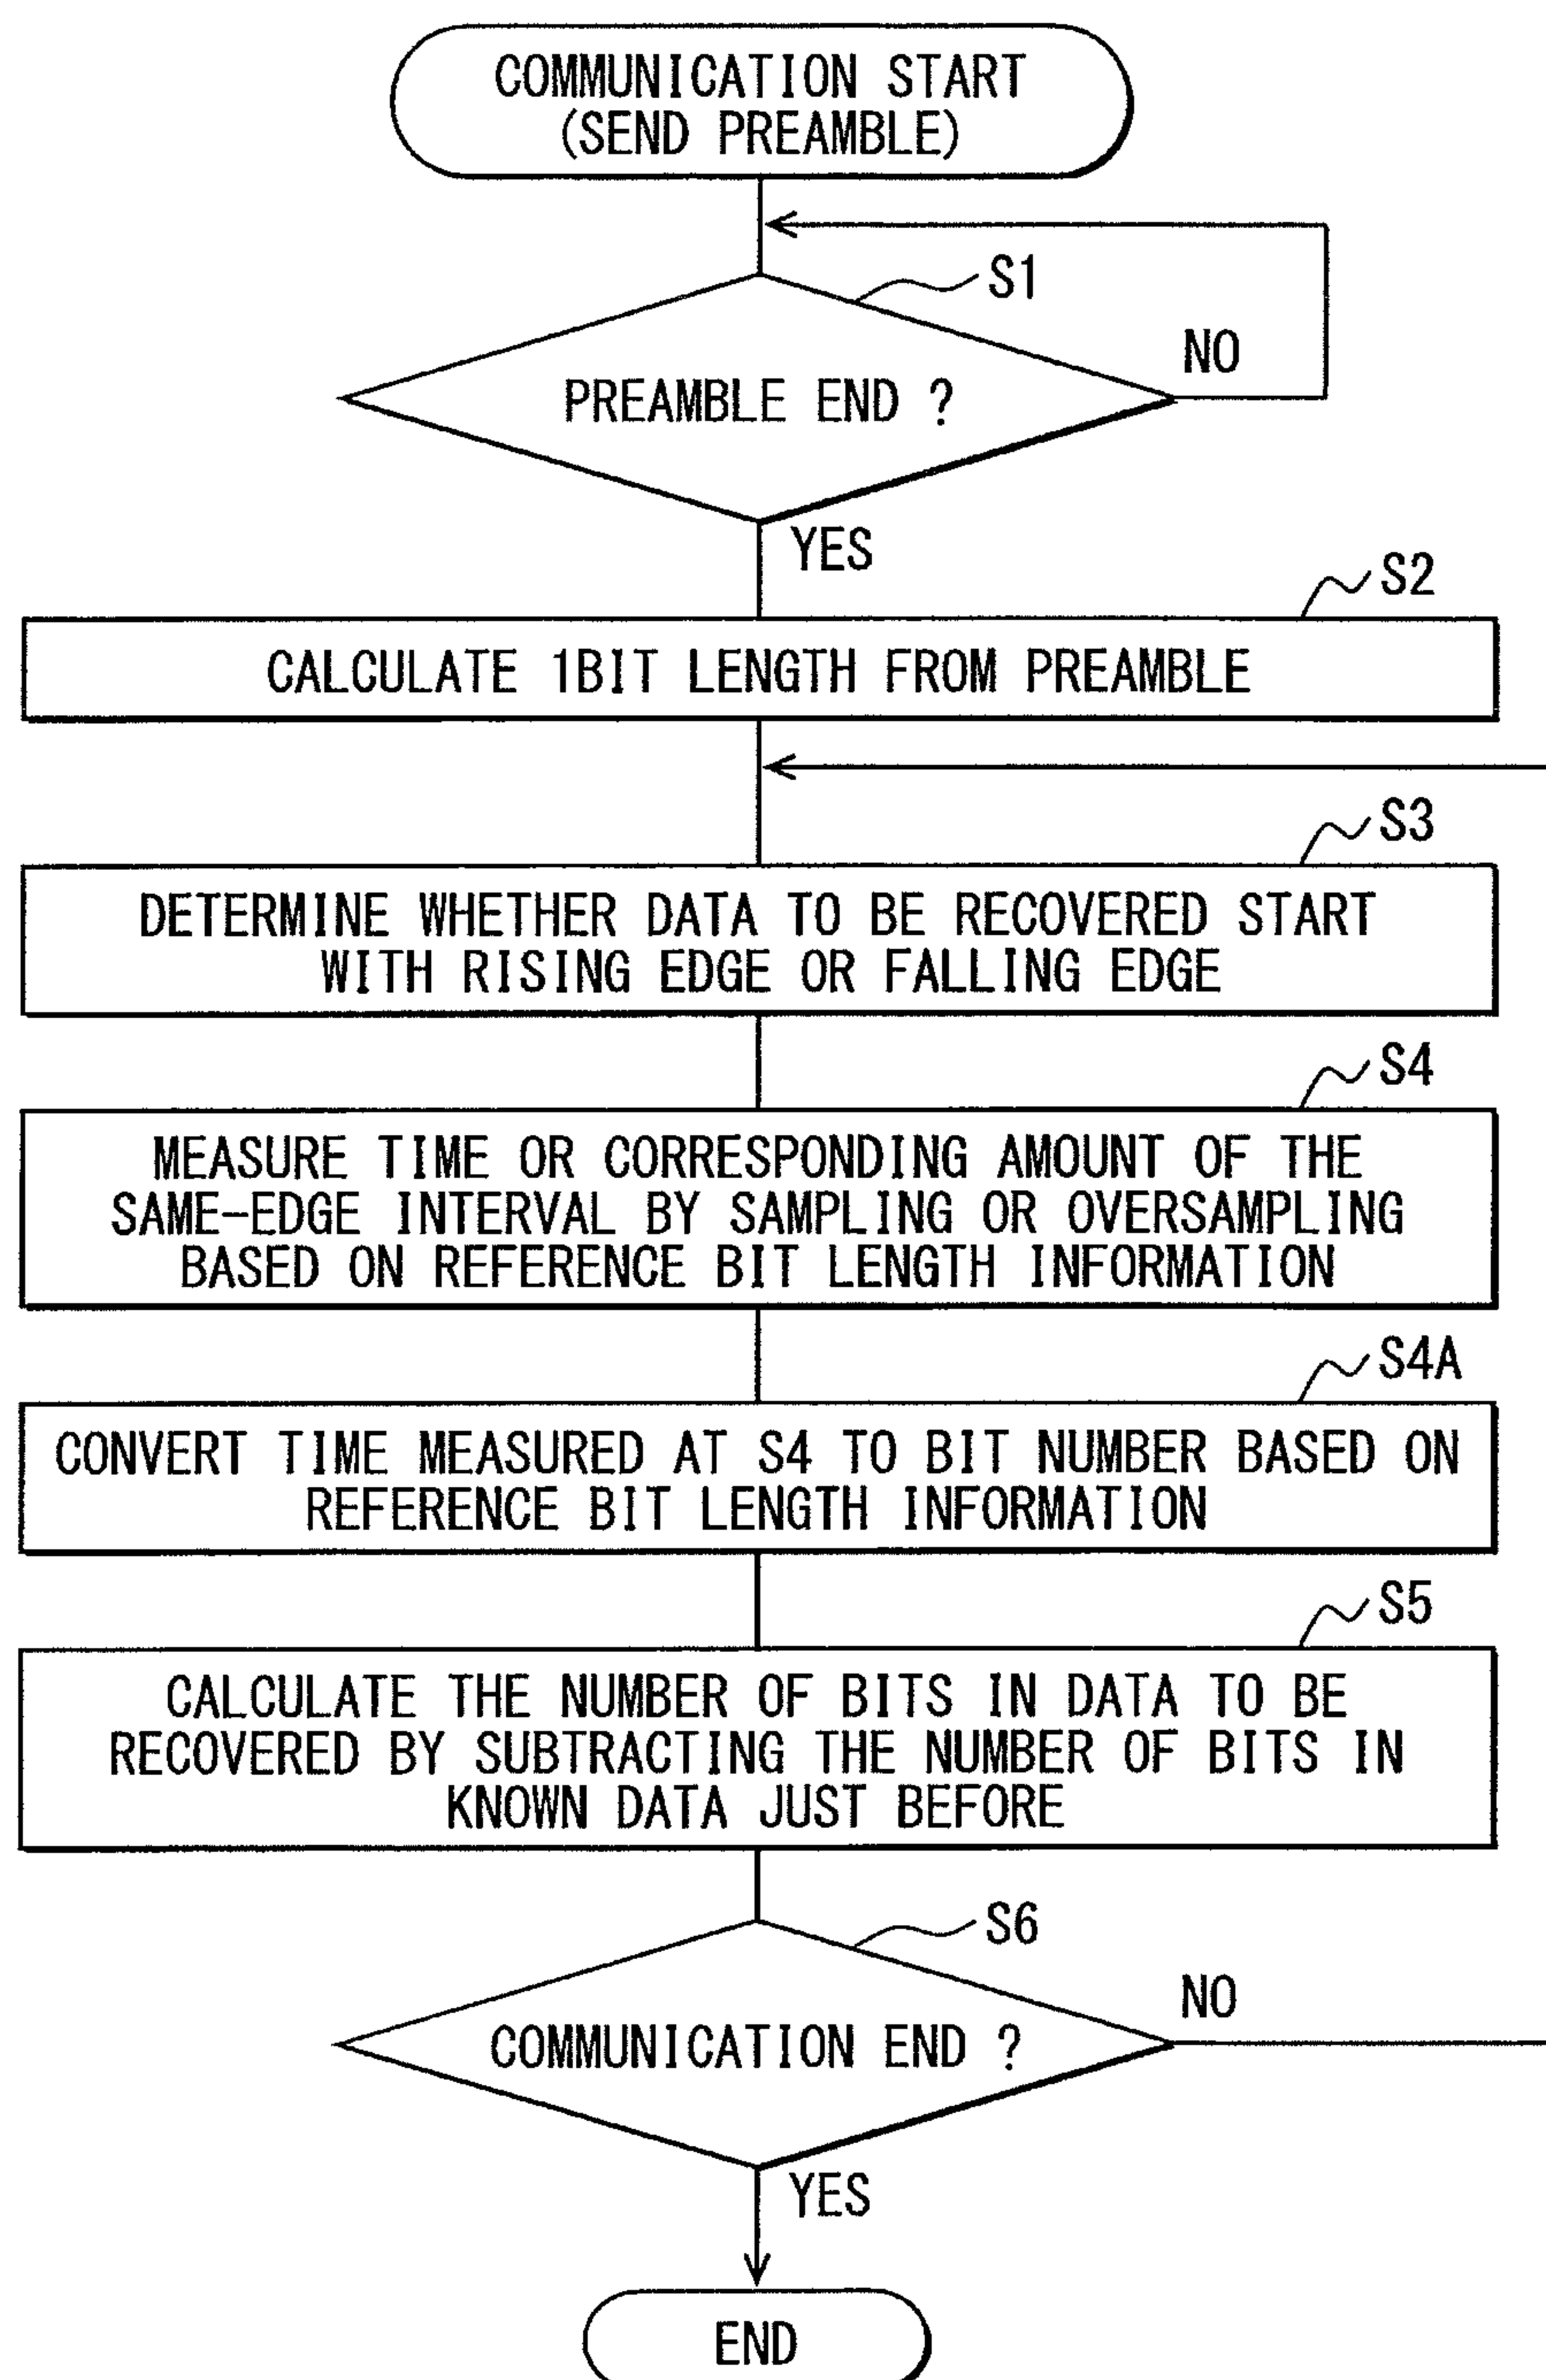 COMMUNICATION START
(SEND PREAMBLE)
S1
NO
PREAMBLE END ?
YES
S2
CALCULATE 1BIT LENGTH FROM PREAMBLE
S3
DETERMINE WHETHER DATA TO BE RECOVERED START
WITH RISING EDGE OR FALLING EDGE
S4
MEASURE TIME OR CORRESPONDING AMOUNT OF THE
SAME-EDGE INTERVAL BY SAMPLING OR OVERSAMPLING
BASED ON REFERENCE BIT LENGTH INFORMATION
S4A
CONVERT TIME MEASURED AT S4 TO BIT NUMBER BASED ON
REFERENCE BIT LENGTH INFORMATION
S5
CALCULATE THE NUMBER OF BITS IN DATA TO BE
RECOVERED BY SUBTRACTING THE NUMBER OF BITS IN
KNOWN DATA JUST BEFORE
S6
NO
COMMUNICATION END ?
YES
END